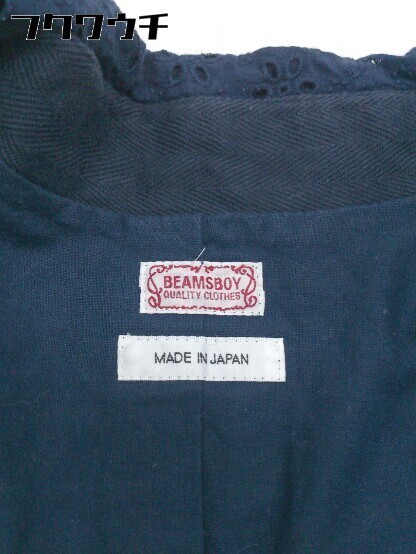 フクワウチ
BEAMSBOY
QUALITY CLOTHES
MADE IN JAPAN